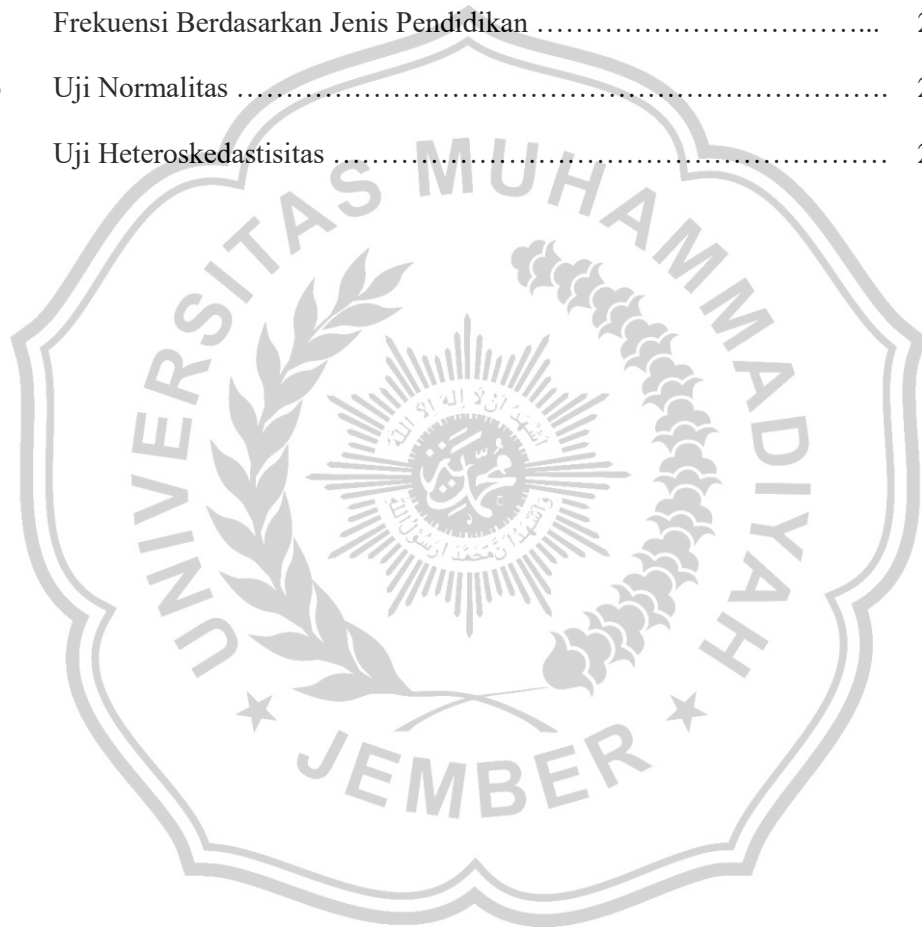 Frekuensi Berdasarkan Jenis Pendidikan ……………………………... 2
Uji Normalitas …………………………………………………………. 2
Uji Heteroskedastisitas ………………………………………………… 2
UNIVERSITAS MUHAMMADIYAH
JEMBER